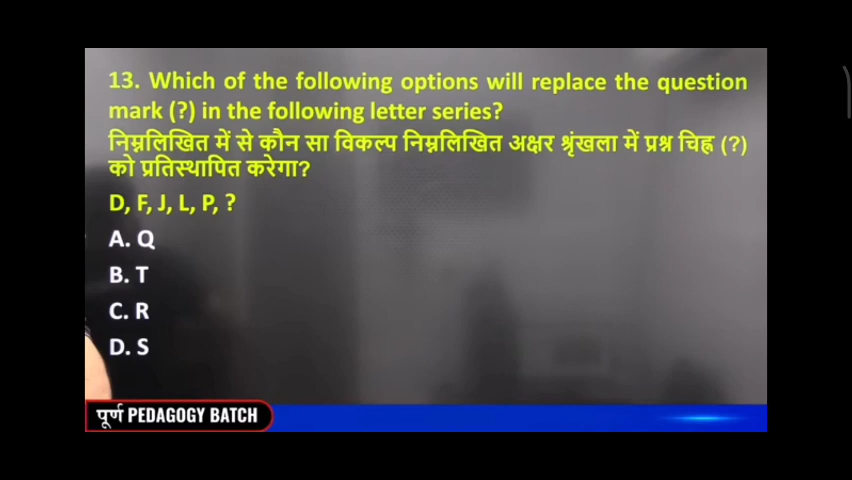 13. Which of the following options will replace the question
mark (?) in the following letter series?
निम्नलिखित में से कौन सा विकल्प निम्नलिखित अक्षर श्रृंखला में प्रश्न चिह्न (?)
को प्रतिस्थापित करेगा?
D, F, J, L, P, ?
A. Q
B. T
C. R
D. S
पूर्ण PEDAGOGY BATCH